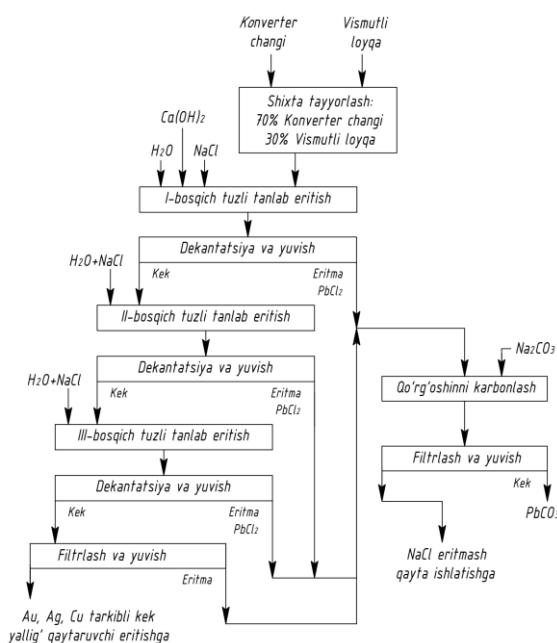 Konverter
changi
Vismutli
loyqa
Shixta tayyorlash:
70% Konverter changi
30% Vismutli loyqa
Ca(OH)₂
H₂O
NaCl
I-bosqich tuzli tanlab eritish
Dekantatsiya va yuvish
H₂O+NaCl
Kek
Eritma
PbCl₂
II-bosqich tuzli tanlab eritish
Dekantatsiya va yuvish
H₂O+NaCl
Kek
Eritma
PbCl₂
III-bosqich tuzli tanlab eritish
Dekantatsiya va yuvish
Kek
Eritma
PbCl₂
Filtrlash va yuvish
Eritma
Au, Ag, Cu tarkibli kek
yallig' qaytaruvchi eritishga
Na₂CO₃
Qo'rg'oshinni karbonlash
Filtrlash va yuvish
Kek
PbCO₃
NaCl eritmash
qayta ishlatishga